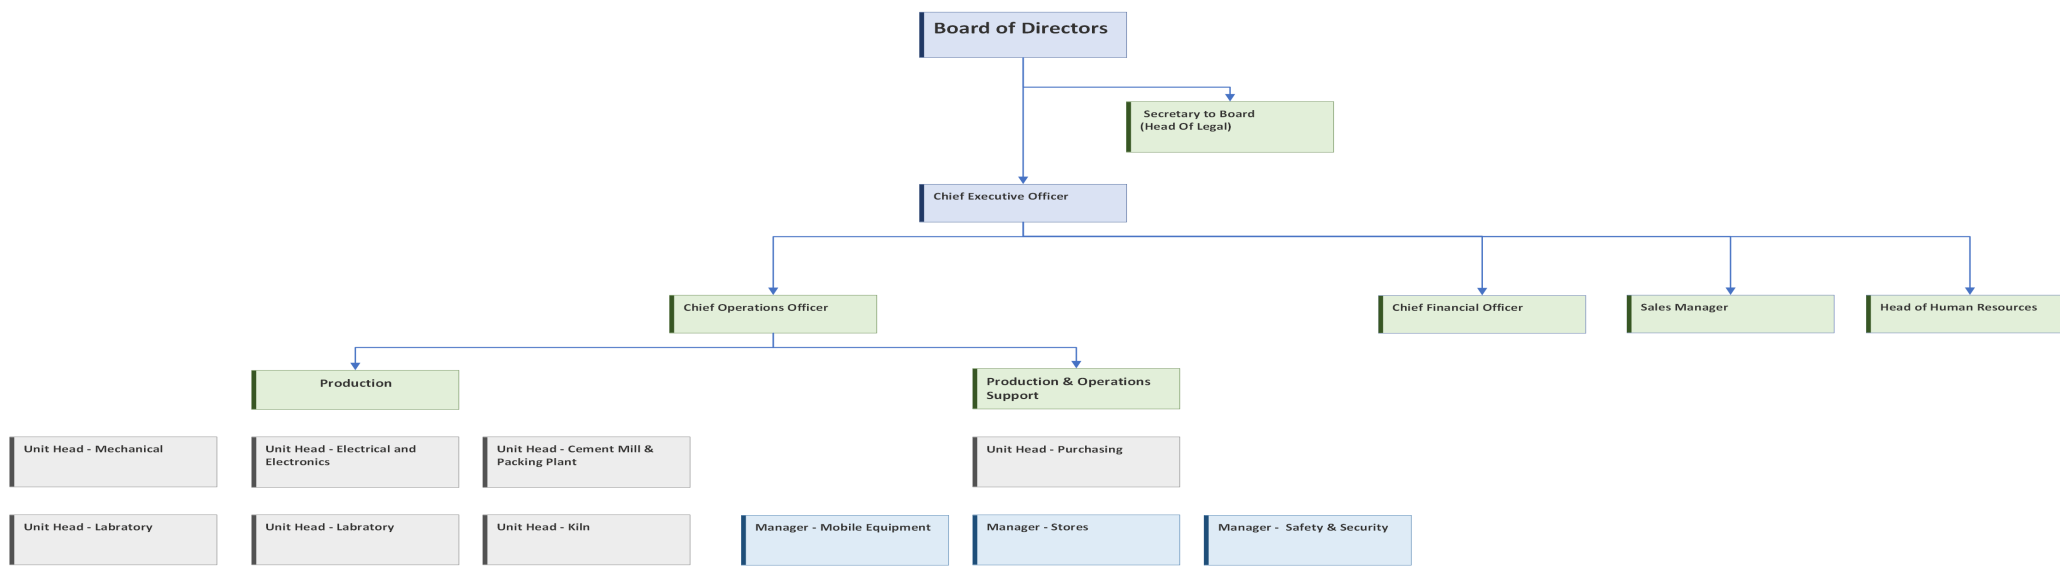 Board of Directors
Secretary to Board
(Head Of Legal)
Chief Executive Officer
Chief Operations Officer
Chief Financial Officer
Sales Manager
Head of Human Resources
Production
Production & Operations
Support
Unit Head - Mechanical
Unit Head - Electrical and
Electronics
Unit Head - Cement Mill &
Packing Plant
Unit Head - Purchasing
Unit Head - Labratory
Unit Head - Labratory
Unit Head - Kiln
Manager - Mobile Equipment
Manager - Stores
Manager -  Safety & Security